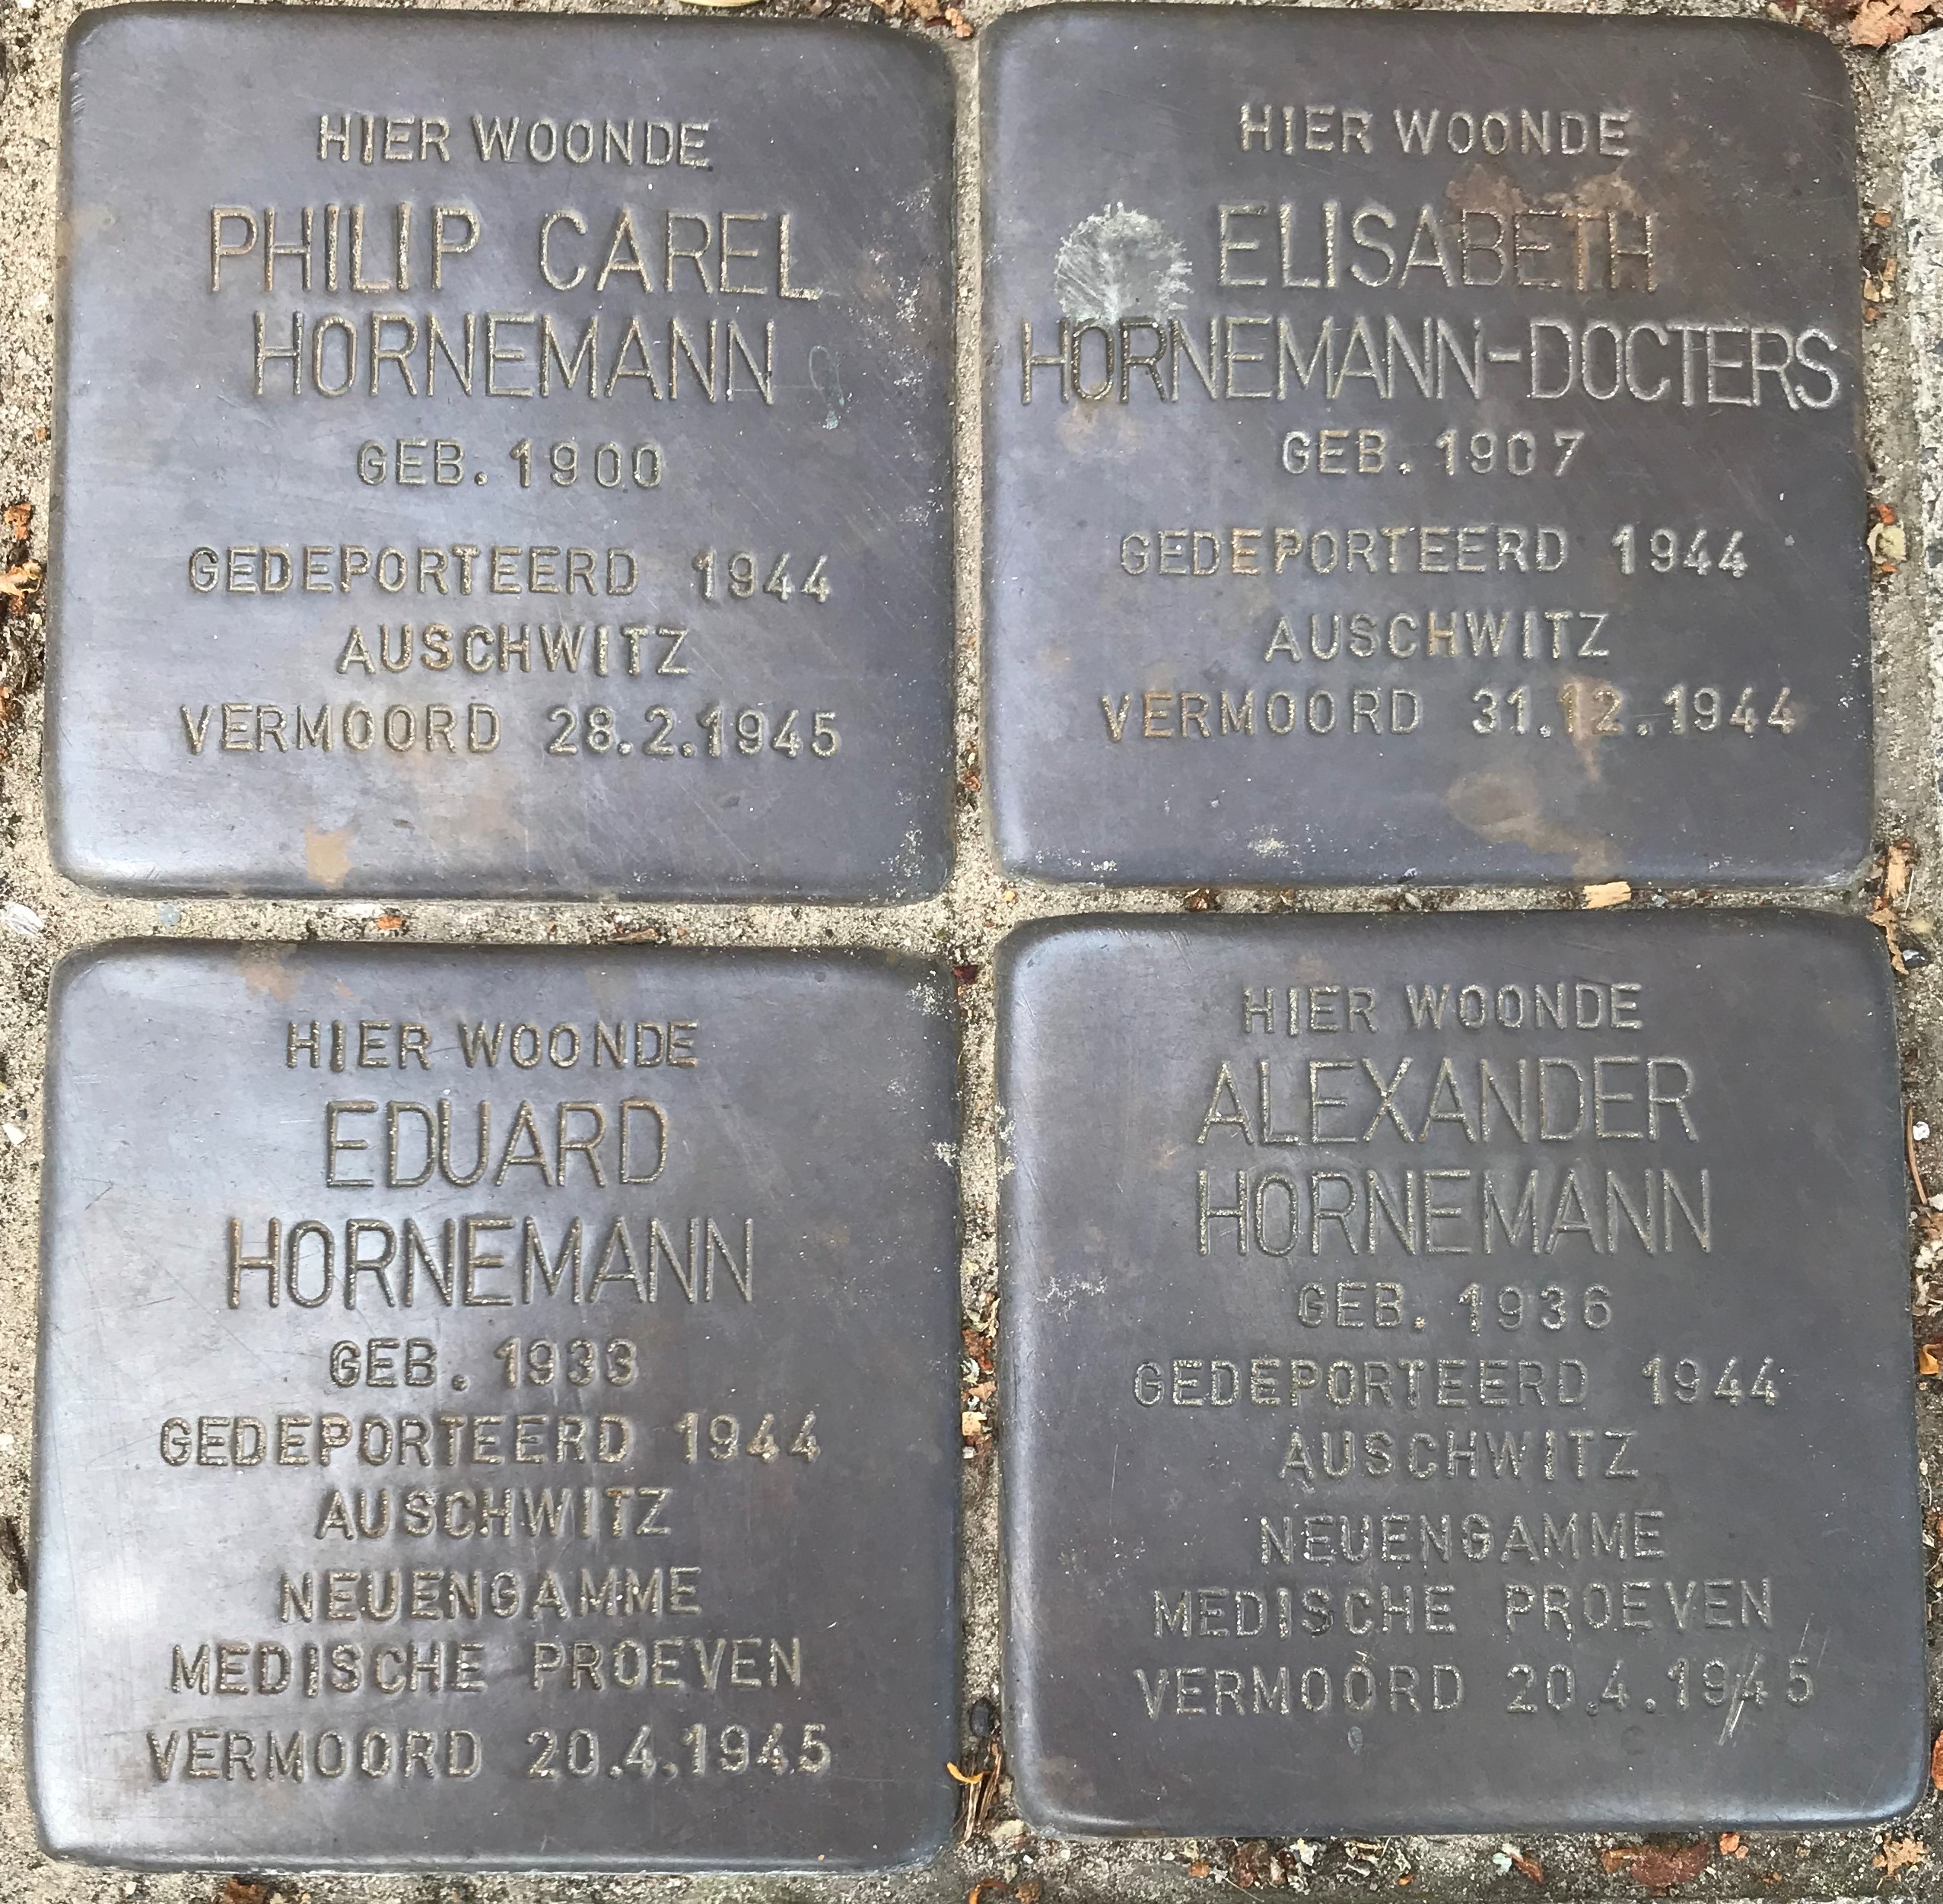 HIER WOONDE
PHILIP CAREL
HORNEMANN
GEB. 1900
GEDEPORTEERD 1944
AUSCHWITZ
VERMOORD 28.2.1945
HIER WOONDE
ELISABETH
HORNEMANN-DOCTERS
GEB. 1907
GEDEPORTEERD 1944
AUSCHWITZ
VERMOORD 31.12.1944
HIER WOONDE
EDUARD
HORNEMANN
GEB. 1933
GEDEPORTEERD 1944
AUSCHWITZ
NEUENGAMME
MEDISCHE PROEVEN
VERMOORD 20.4.1945
HIER WOONDE
ALEXANDER
HORNEMANN
GEB. 1936
GEDEPORTEERD 1944
AUSCHWITZ
NEUENGAMME
MEDISCHE PROEVEN
VERMOORD 20.4.1945